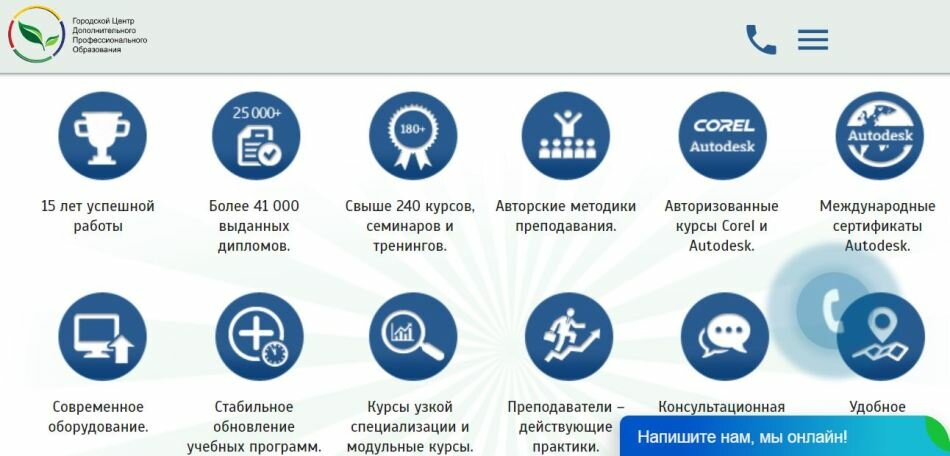 Городской Центр
Дополнительного
Профессионального
Образования
25 000+
180+
COREL
Autodesk
Autodesk
15 лет успешной
работы
Более 41 000
выданных
дипломов.
Свыше 240 курсов,
семинаров и
тренингов.
Авторские методики
преподавания.
Авторизованные
курсы Corel и
Autodesk.
Международные
сертификаты
Autodesk.
Современное
оборудование.
Стабильное
обновление
учебных программ.
Курсы узкой
специализации и
модульные курсы.
Преподаватели –
действующие
практики.
Консультационная
Удобное
Напишите нам, мы онлайн!